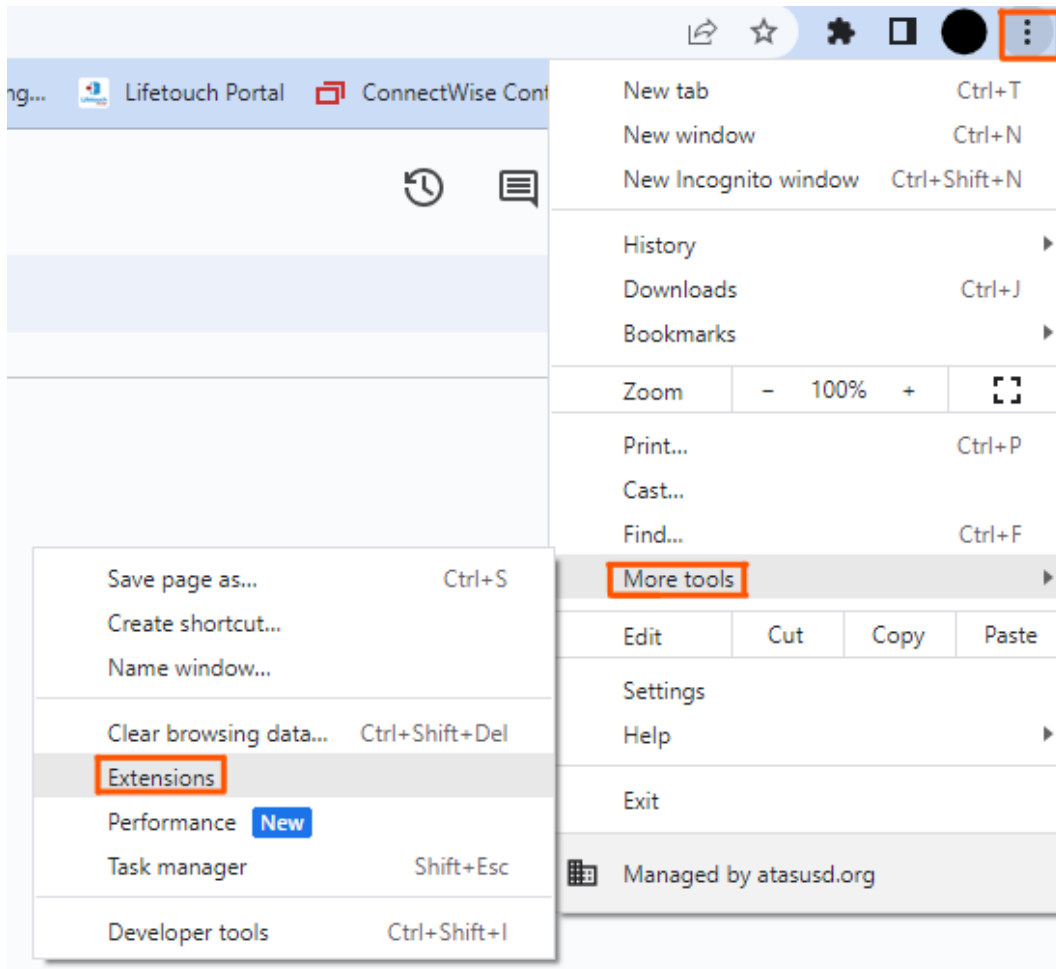 ng... Lifetouch Portal ConnectWise Cont
New tab Ctrl+T
New window Ctrl+N
New Incognito window Ctrl+Shift+N
History
Downloads Ctrl+J
Bookmarks
Zoom - 100% +
Print... Ctrl+P
Cast...
Find... Ctrl+F
More tools
Edit Cut Copy Paste
Settings
Help
Exit
Managed by atasusd.org
Save page as... Ctrl+S
Create shortcut...
Name window...
Clear browsing data... Ctrl+Shift+Del
Extensions
Performance New
Task manager Shift+Esc
Developer tools Ctrl+Shift+I